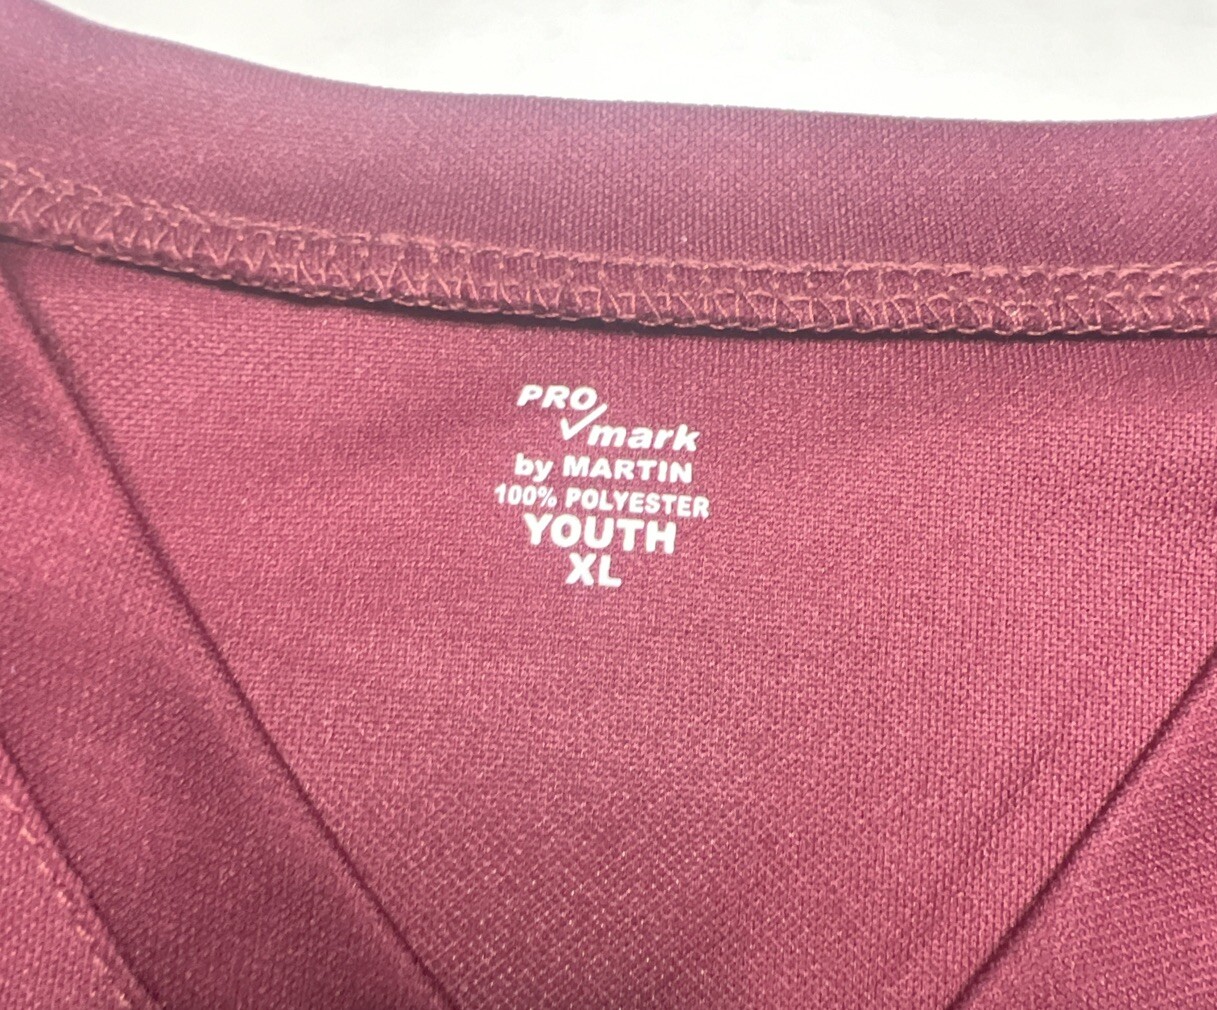 PRO
mark
by MARTIN
100% POLYESTER
YOUTH
XL